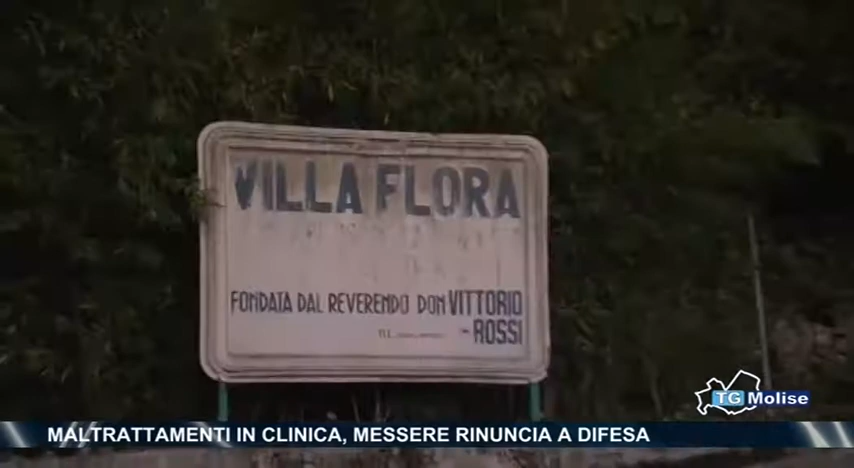 VILLA FLORA
FONDATA DAL REVERENDO DON VITTORIO
ROSSI
TG Molise
MALTRATTAMENTI IN CLINICA, MESSERE RINUNCIA A DIFESA